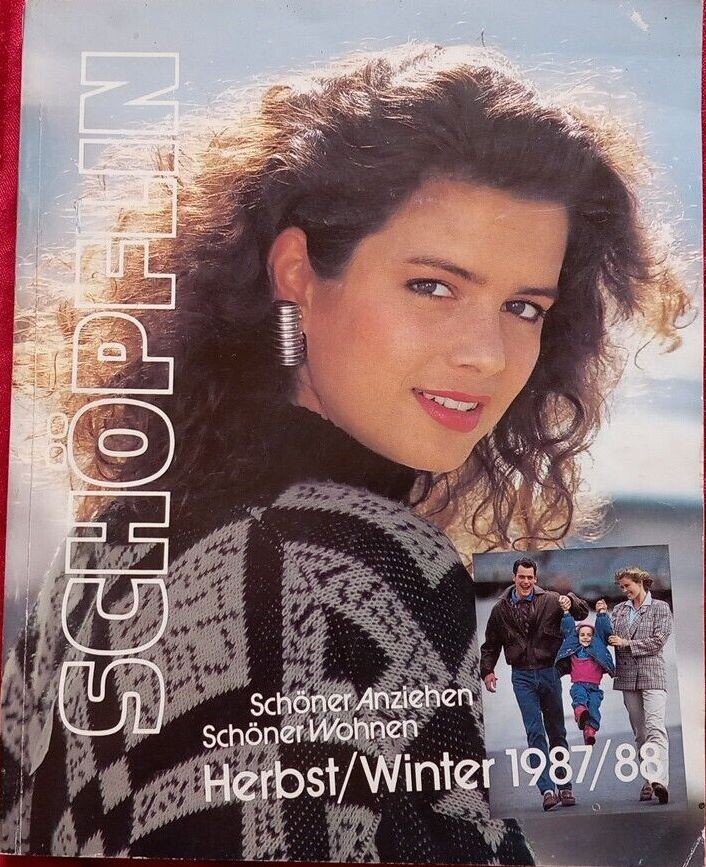 SCHÖPFLIN
Schöner Anziehen
Schöner Wohnen
Herbst/Winter 1987/88